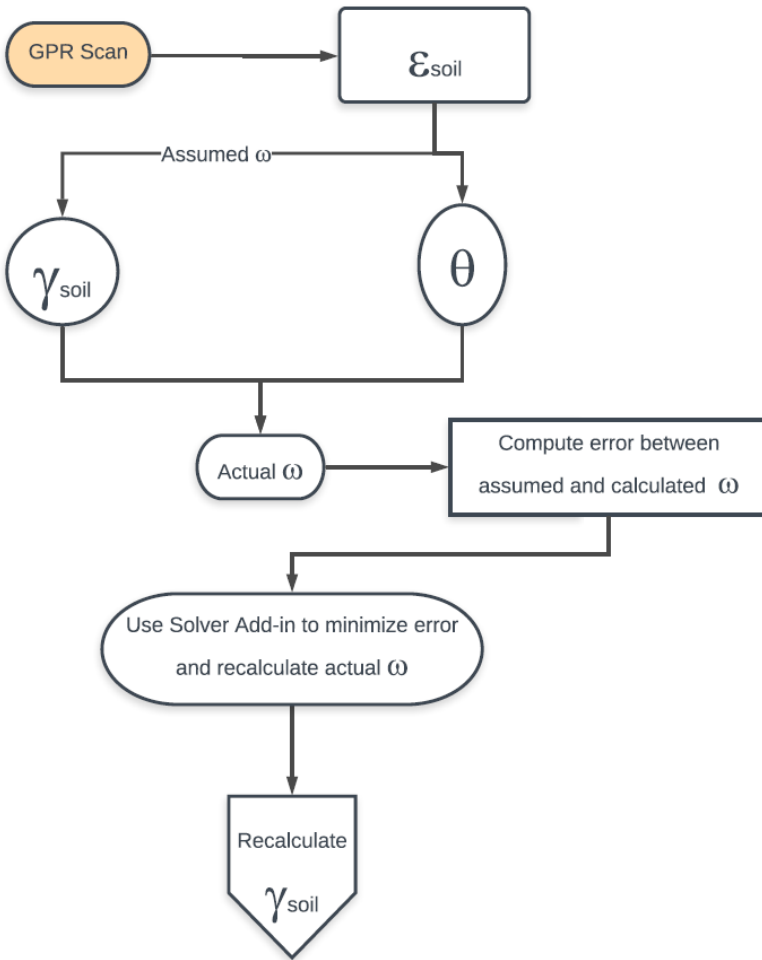 GPR Scan
εsoil
Assumed ω
γsoil
θ
Actual ω
Compute error between
assumed and calculated ω
Use Solver Add-in to minimize error
and recalculate actual ω
Recalculate
γsoil